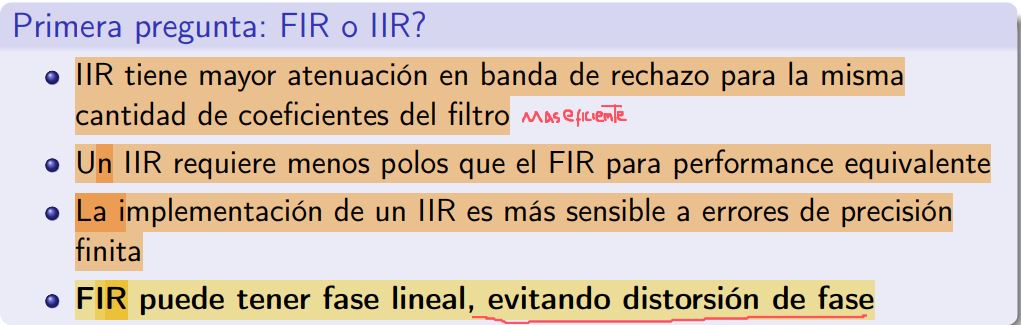 Primera pregunta: FIR o IIR?
IIR tiene mayor atenuación en banda de rechazo para la misma
cantidad de coeficientes del filtro mas eficiente
Un IIR requiere menos polos que el FIR para performance equivalente
La implementación de un IIR es más sensible a errores de precisión
finita
FIR puede tener fase lineal, evitando distorsión de fase